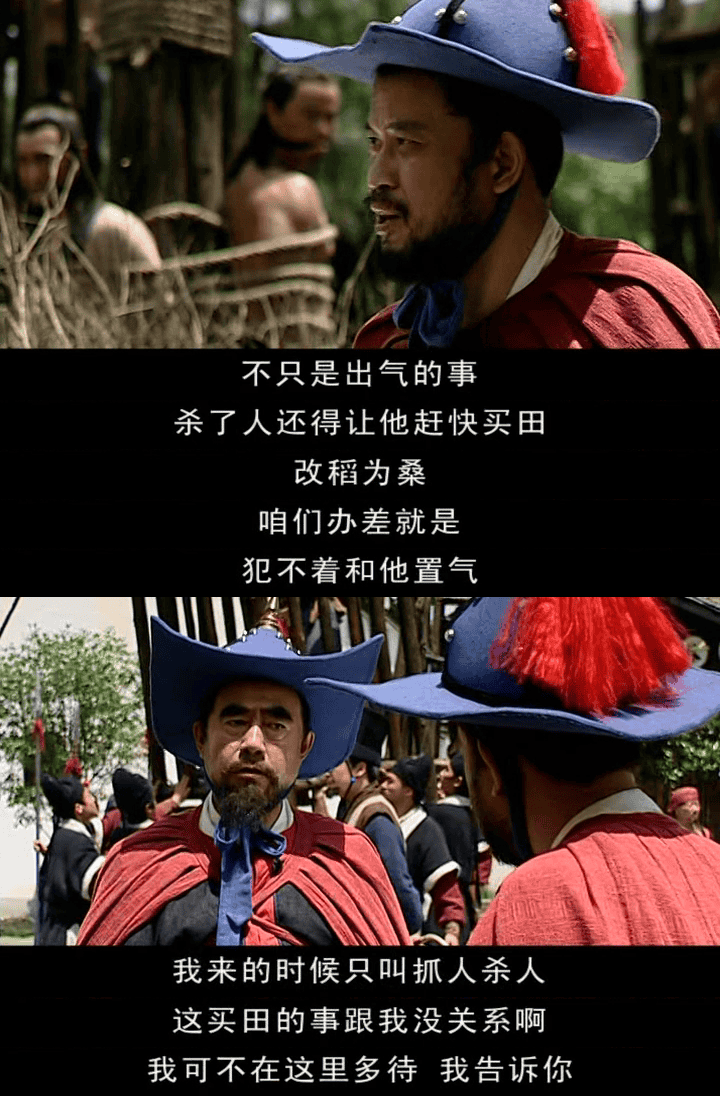 不只是出气的事
杀了人还得让他赶快买田
改稻为桑
咱们办差就是
犯不着和他置气
我来的时候只叫抓人杀人
这买田的事跟我没关系啊
我可不在这里多待 我告诉你